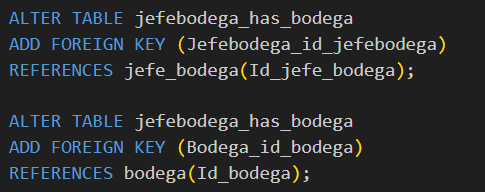 ALTER TABLE jefebodega_has_bodega
ADD FOREIGN KEY (Jefebodega_id_jefebodega)
REFERENCES jefe_bodega(Id_jefe_bodega);
ALTER TABLE jefebodega_has_bodega
ADD FOREIGN KEY (Bodega_id_bodega)
REFERENCES bodega(Id_bodega);